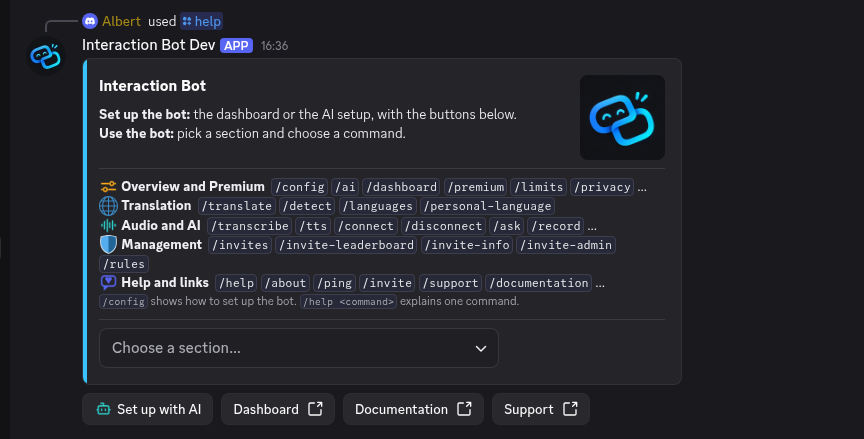 Albert used help
Interaction Bot Dev APP 16:36
Interaction Bot
Set up the bot: the dashboard or the AI setup, with the buttons below.
Use the bot: pick a section and choose a command.
Overview and Premium /config /ai /dashboard /premium /limits /privacy ...
Translation /translate /detect /languages /personal-language
Audio and AI /transcribe /tts /connect /disconnect /ask /record ...
Management /invites /invite-leaderboard /invite-info /invite-admin
/rules
Help and links /help /about /ping /invite /support /documentation ...
/config shows how to set up the bot. /help <command> explains one command.
Choose a section...
Set up with AI Dashboard Documentation Support